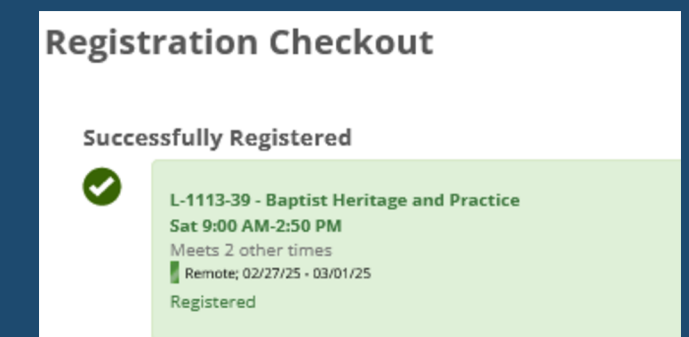 Registration Checkout
Successfully Registered
L-1113-39 - Baptist Heritage and Practice
Sat 9:00 AM-2:50 PM
Meets 2 other times
Remote; 02/27/25 - 03/01/25
Registered